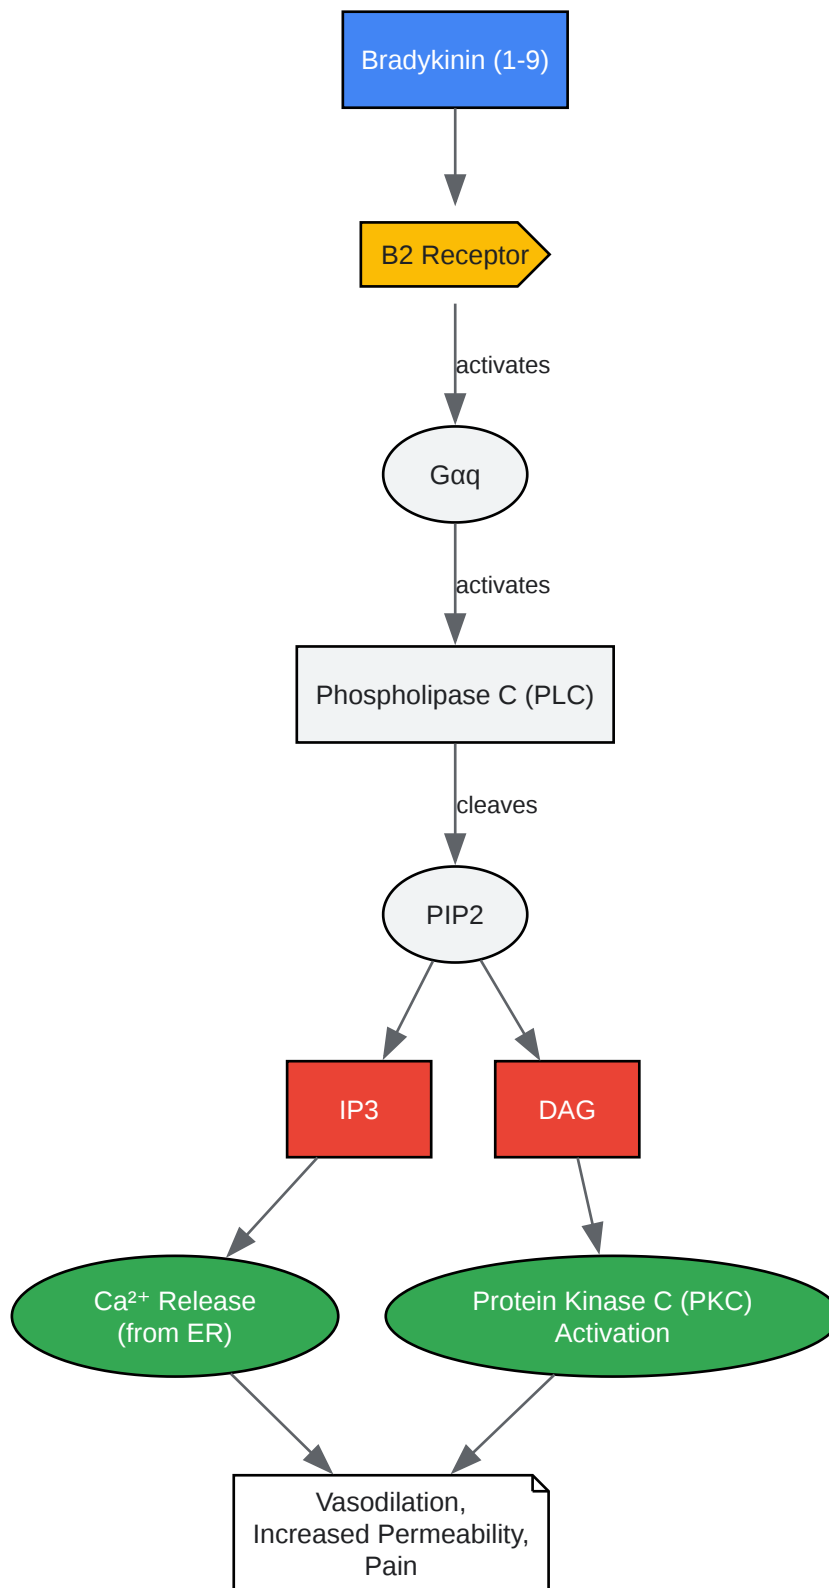 Bradykinin (1-9)
B2 Receptor
activates
Gαq
activates
Phospholipase C (PLC)
cleaves
PIP2
IP3
DAG
Ca²⁺ Release
(from ER)
Protein Kinase C (PKC)
Activation
Vasodilation,
Increased Permeability,
Pain